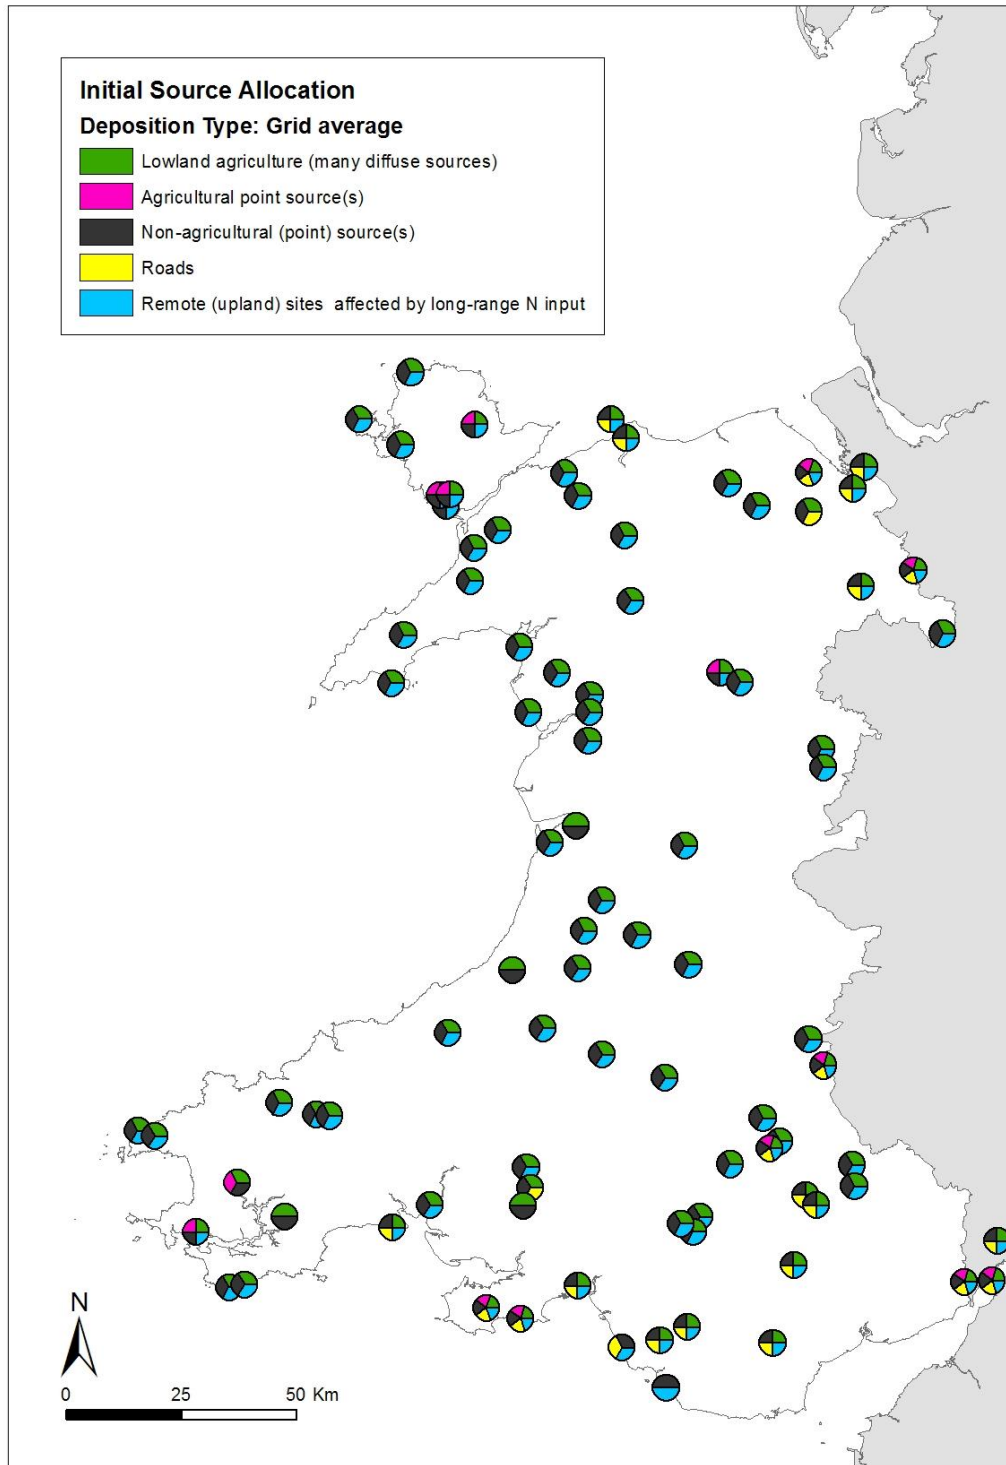 Initial Source Allocation
Deposition Type: Grid average
Lowland agriculture (many diffuse sources)
Agricultural point source(s)
Non-agricultural (point) source(s)
Roads
Remote (upland) sites affected by long-range N input
N
0 25 50 Km